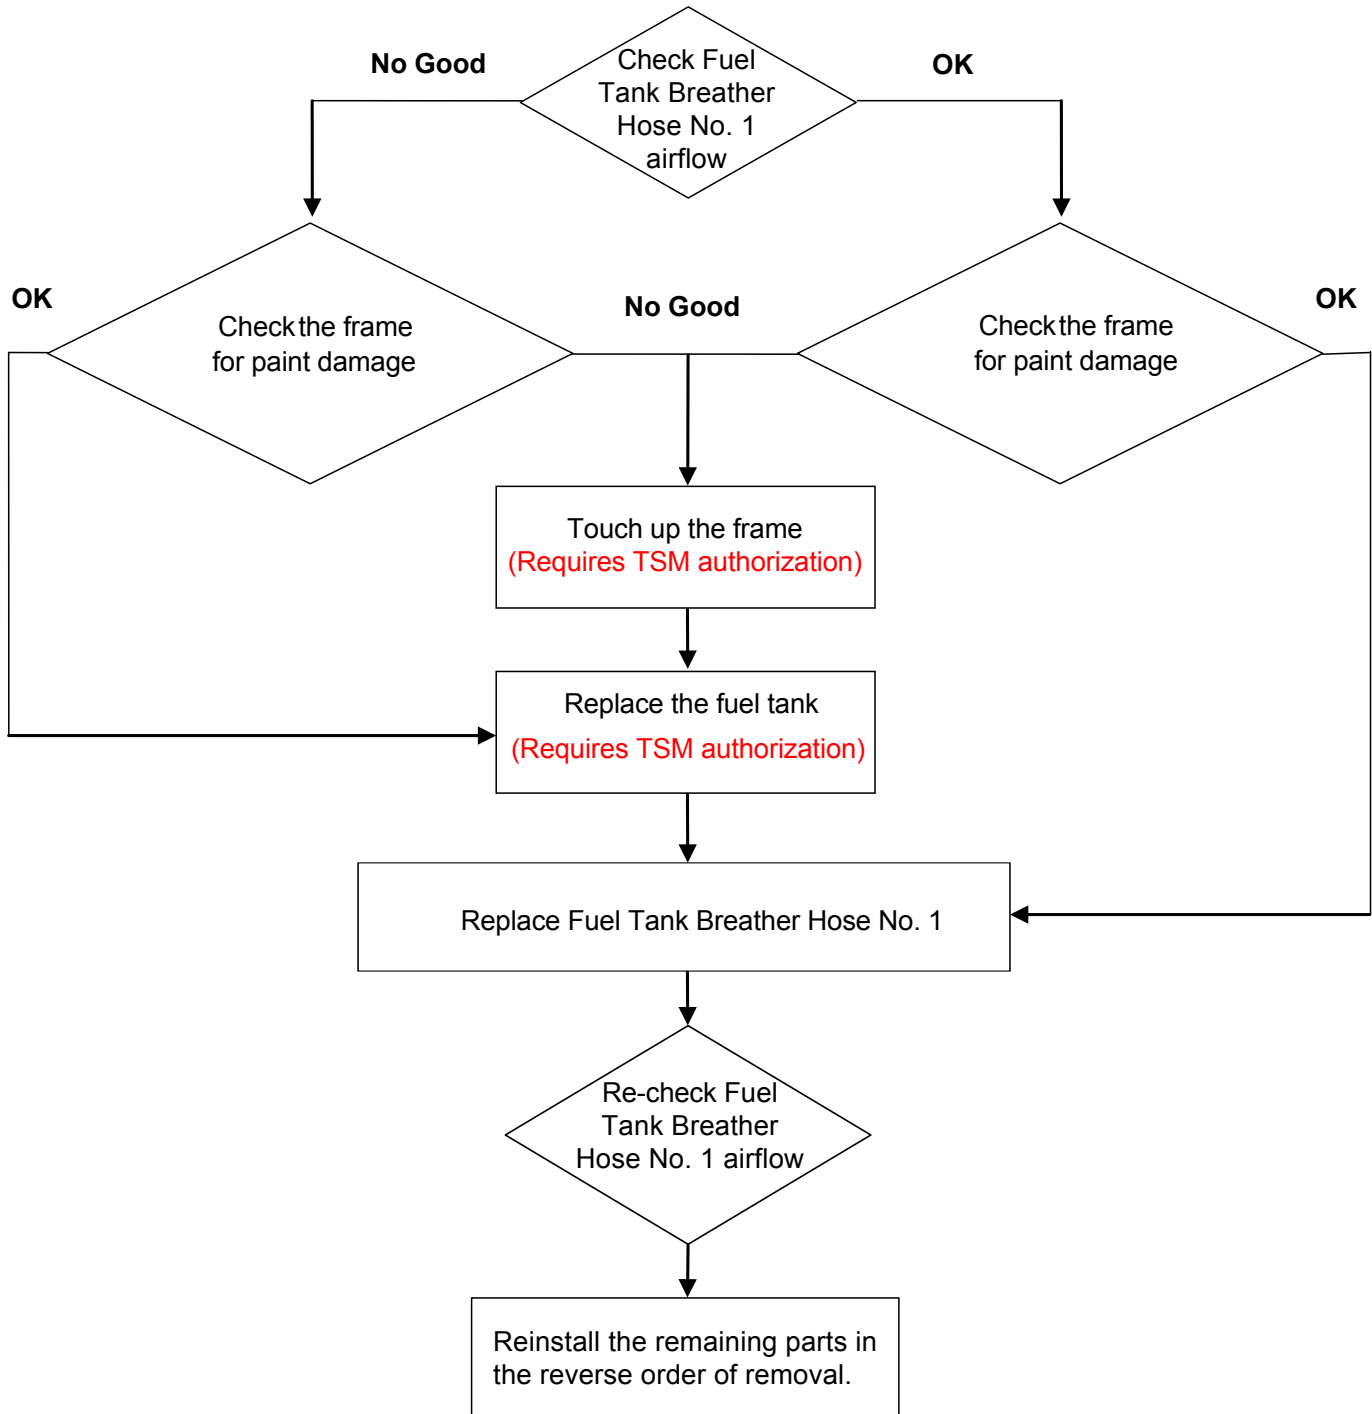 No Good
Check Fuel
Tank Breather
Hose No. 1
airflow
OK
OK
Check the frame
for paint damage
No Good
Check the frame
for paint damage
OK
Touch up the frame
(Requires TSM authorization)
Replace the fuel tank
(Requires TSM authorization)
Replace Fuel Tank Breather Hose No. 1
Re-check Fuel
Tank Breather
Hose No. 1 airflow
Reinstall the remaining parts in
the reverse order of removal.